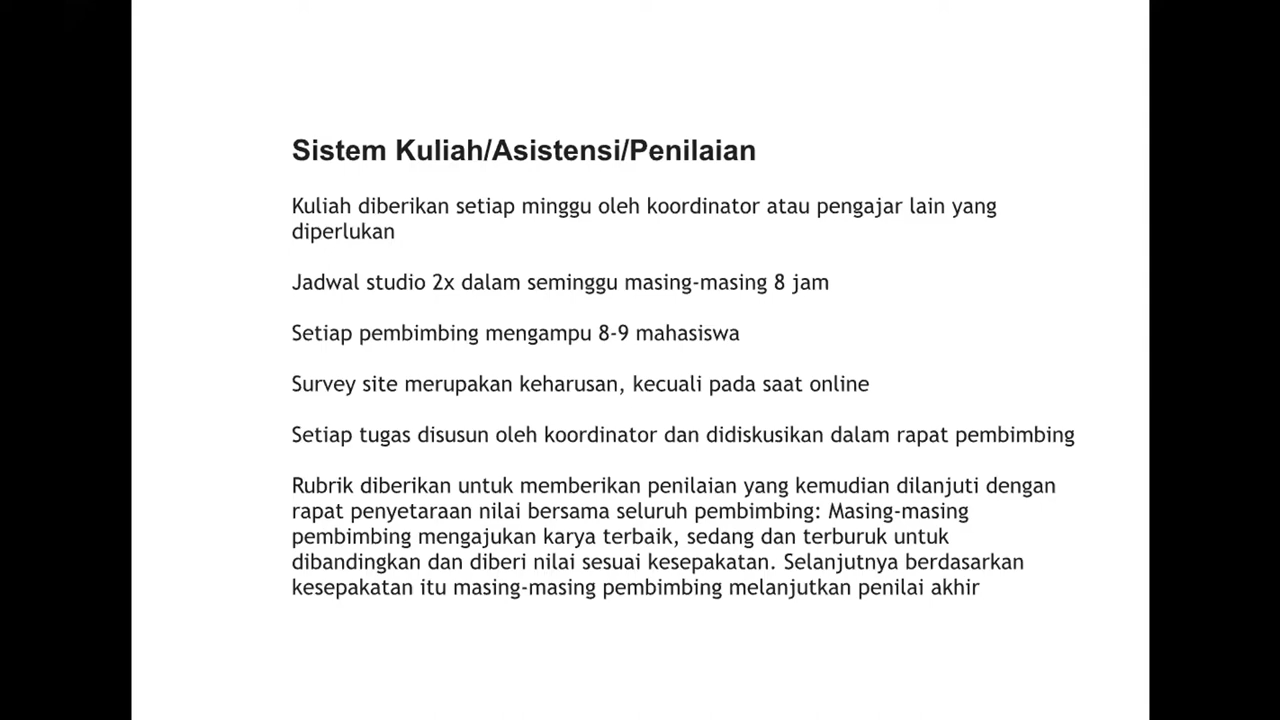 Sistem Kuliah/Asistensi/Penilaian
Kuliah diberikan setiap minggu oleh koordinator atau pengajar lain yang
diperlukan
Jadwal studio 2x dalam seminggu masing-masing 8 jam
Setiap pembimbing mengampu 8-9 mahasiswa
Survey site merupakan keharusan, kecuali pada saat online
Setiap tugas disusun oleh koordinator dan didiskusikan dalam rapat pembimbing
Rubrik diberikan untuk memberikan penilaian yang kemudian dilanjuti dengan
rapat penyetaraan nilai bersama seluruh pembimbing: Masing-masing
pembimbing mengajukan karya terbaik, sedang dan terburuk untuk
dibandingkan dan diberi nilai sesuai kesepakatan. Selanjutnya berdasarkan
kesepakatan itu masing-masing pembimbing melanjutkan penilai akhir